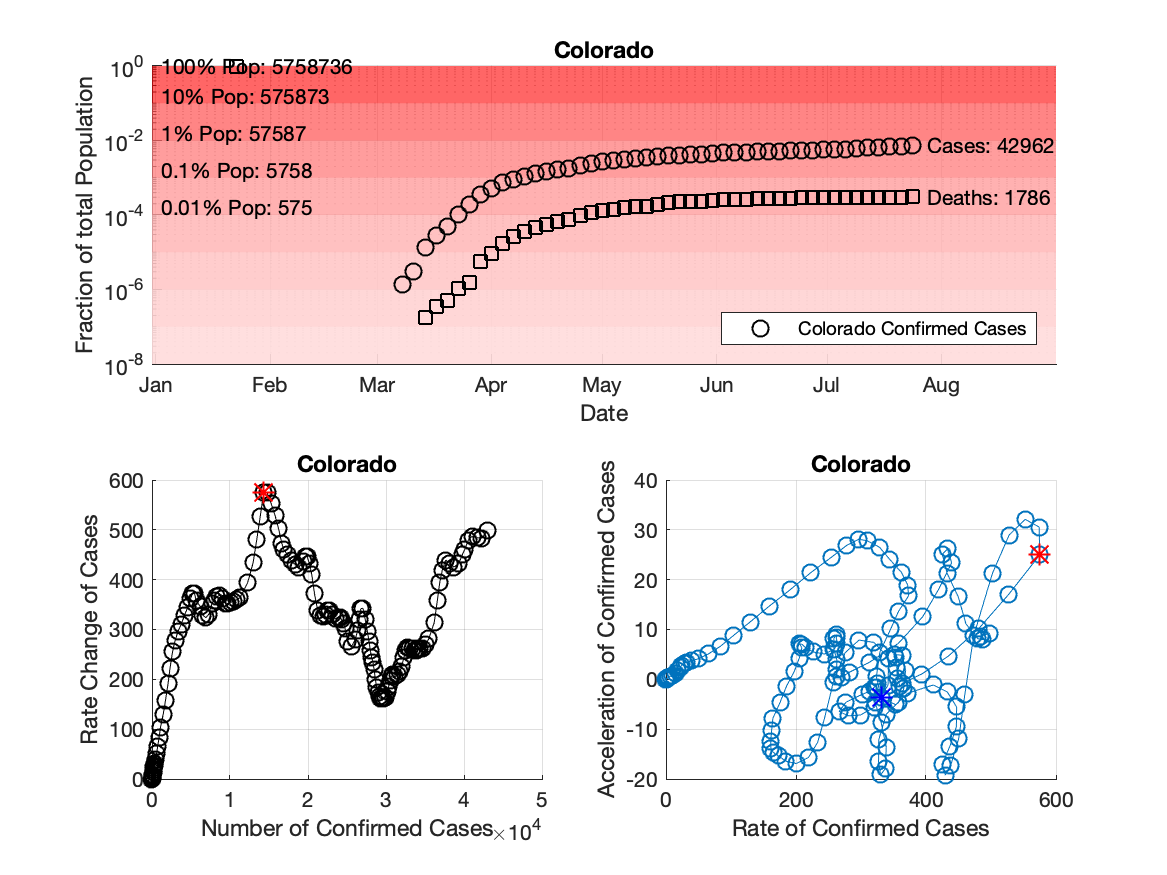 Colorado
Fraction of total Population
10^0
10^-2
10^-4
10^-6
10^-8
100% Pop: 5758736
10% Pop: 575873
1% Pop: 57587
0.1% Pop: 5758
0.01% Pop: 575
Cases: 42962
Deaths: 1786
Colorado Confirmed Cases
Jan Feb Mar Apr May Jun Jul Aug
Date
Colorado
Rate Change of Cases
600
500
400
300
200
100
0
0 1 2 3 4 5
Number of Confirmed Cases ×10^4
Colorado
Acceleration of Confirmed Cases
40
30
20
10
0
-10
-20
0 200 400 600
Rate of Confirmed Cases